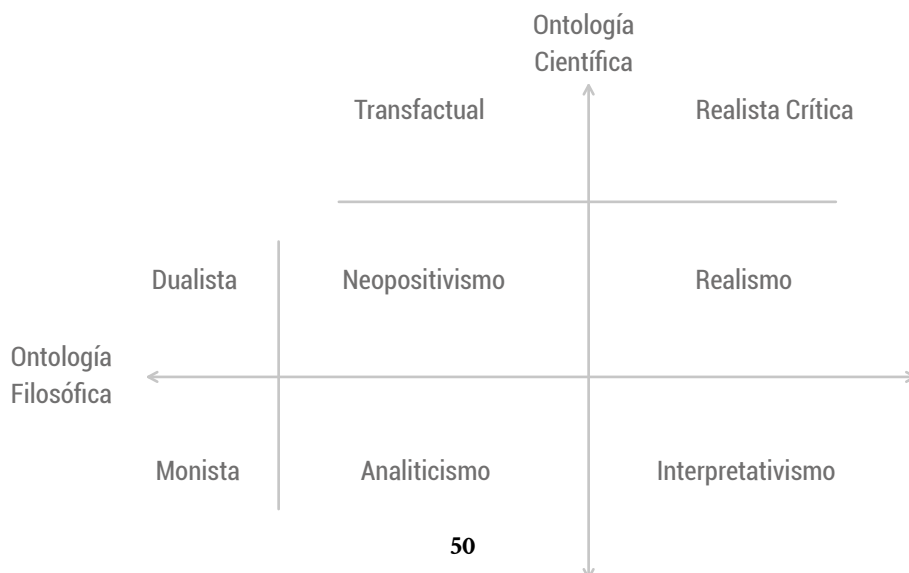 Ontología
Científica
Transfactual
Realista Crítica
Dualista
Neopositivismo
Realismo
Ontología
Filosófica
Monista
Analiticismo
Interpretativismo
50